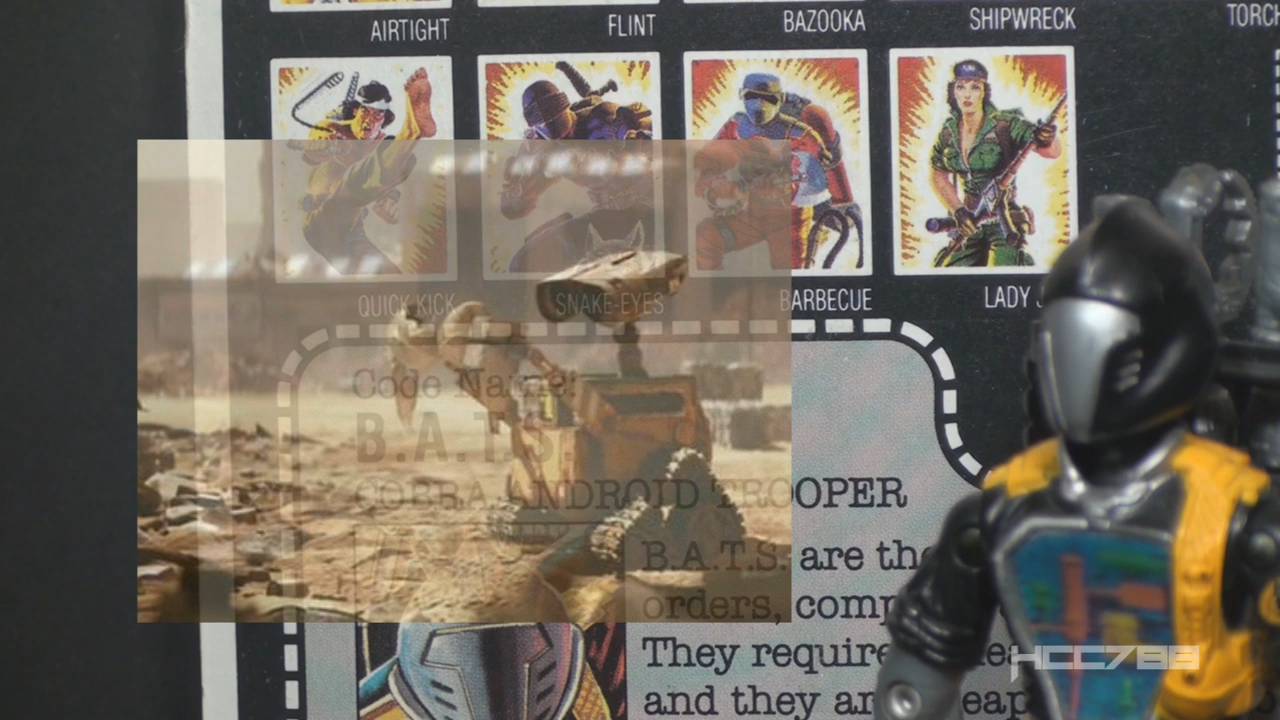 AIRTIGHT FLINT BAZOOKA SHIPWRECK TORCH
QUICK KICK SNAKE-EYES BARBECUE LADY J
Code Name:
B.A.T.S.
COBRA ANDROID TROOPER
B.A.T.S. are the
orders, comp
They require
and they ar
HCC788